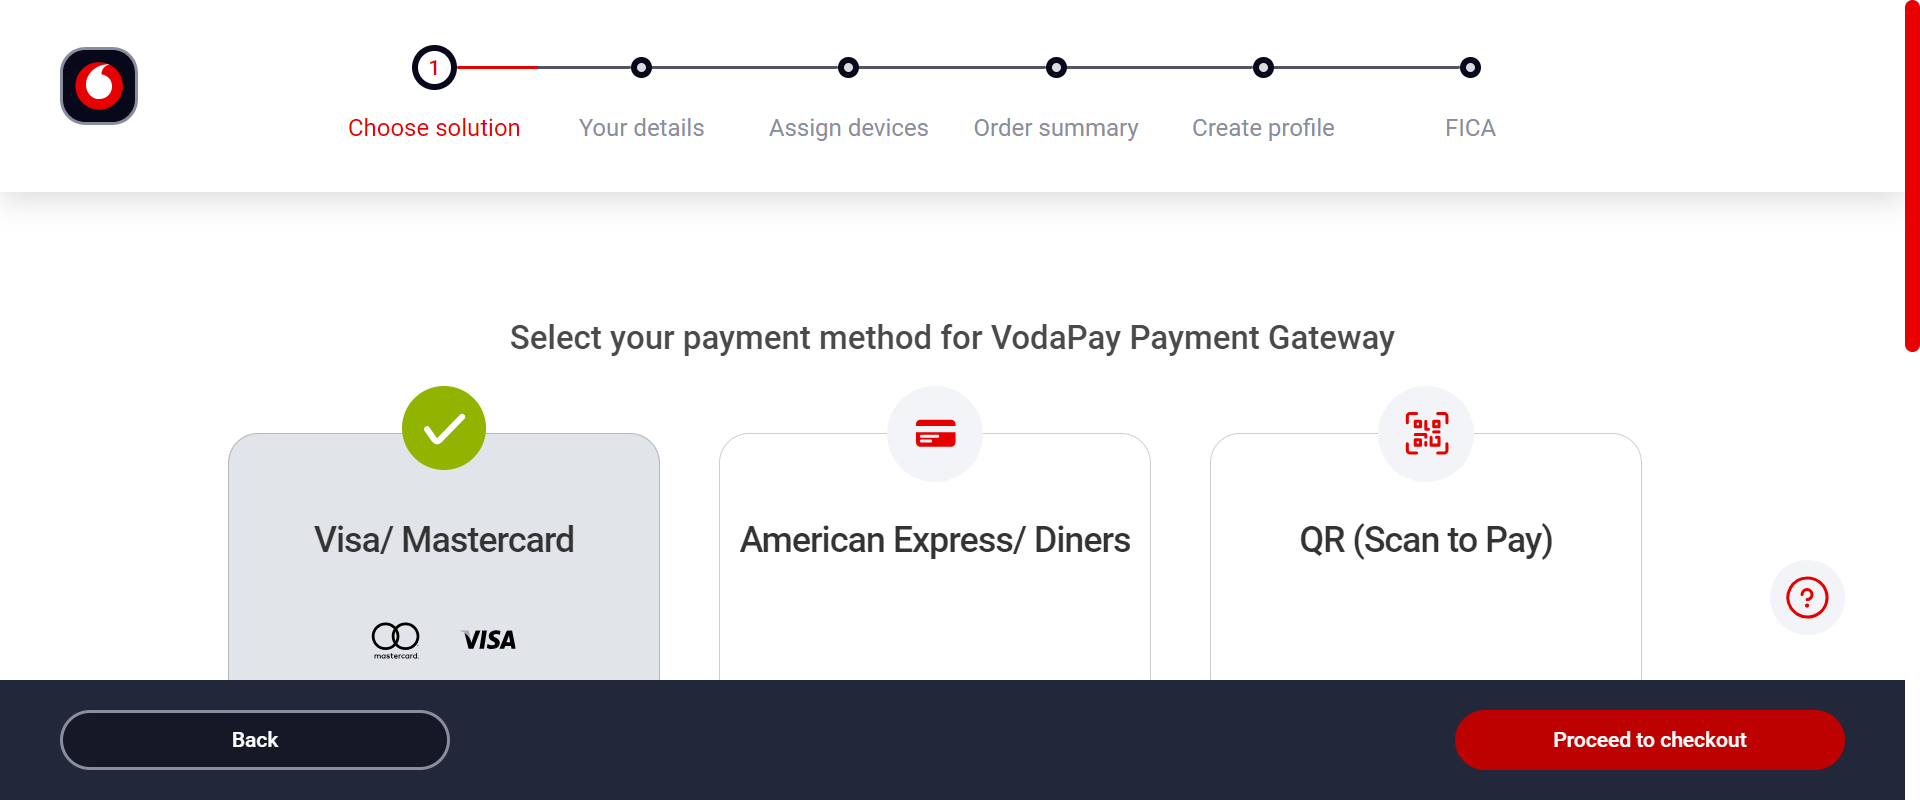 1
Choose solution
Your details
Assign devices
Order summary
Create profile
FICA
Select your payment method for VodaPay Payment Gateway
Visa/ Mastercard
American Express/ Diners
QR (Scan to Pay)
mastercard.
VISA
?
Back
Proceed to checkout